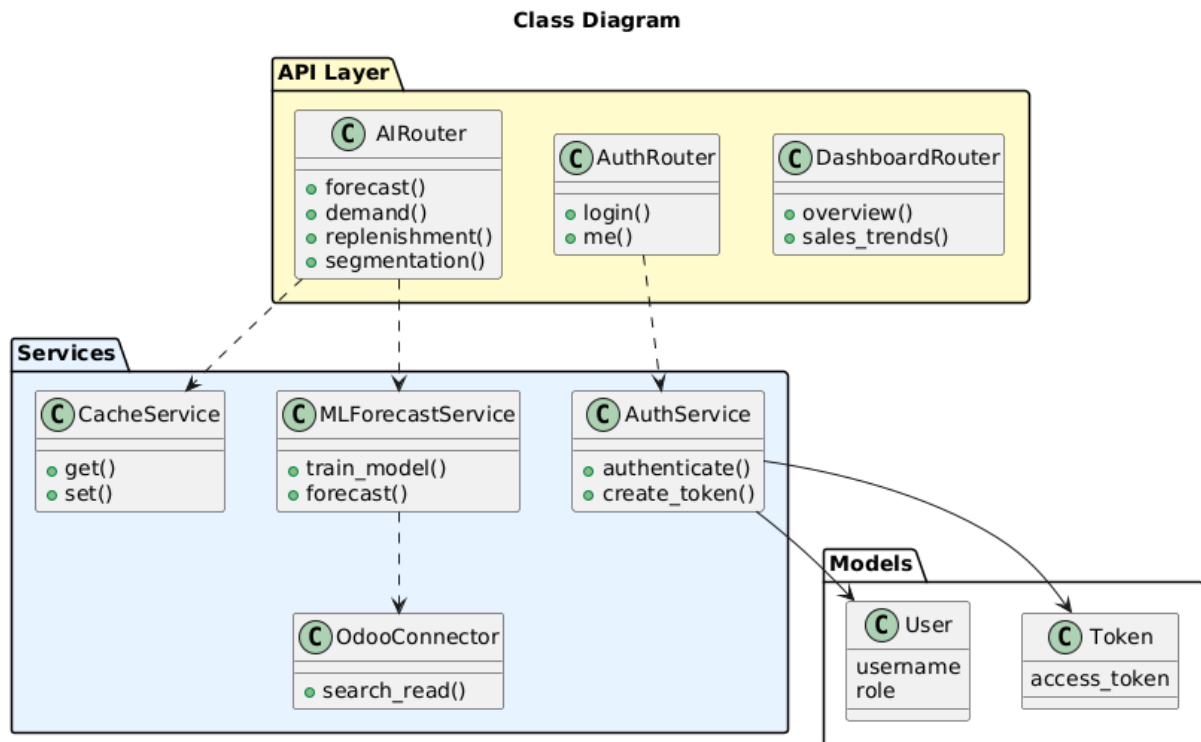 Class Diagram
API Layer
C AIRouter
forecast()
demand()
replenishment()
segmentation()
C AuthRouter
login()
me()
C DashboardRouter
overview()
sales_trends()
Services
C CacheService
get()
set()
C MLForecastService
train_model()
forecast()
C AuthService
authenticate()
create_token()
C OdooConnector
search_read()
Models
C User
username
role
C Token
access_token